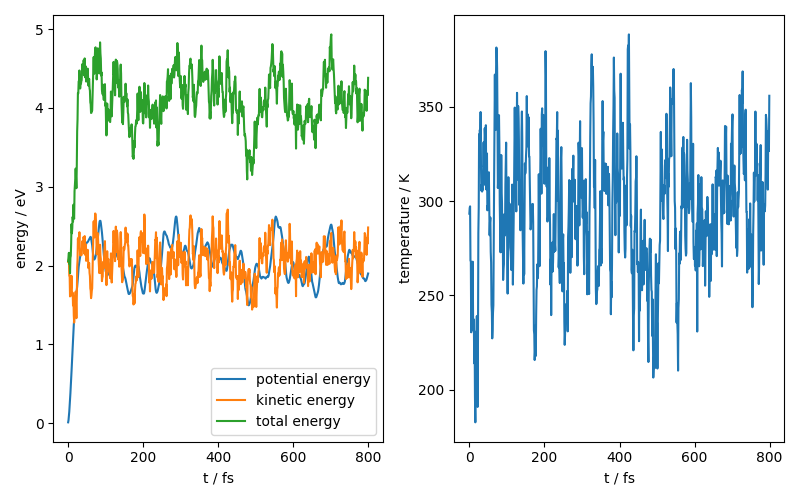 5
4
3
2
1
0
energy / eV
0
200
400
600
800
t / fs
potential energy
kinetic energy
total energy
350
300
250
200
temperature / K
0
200
400
600
800
t / fs